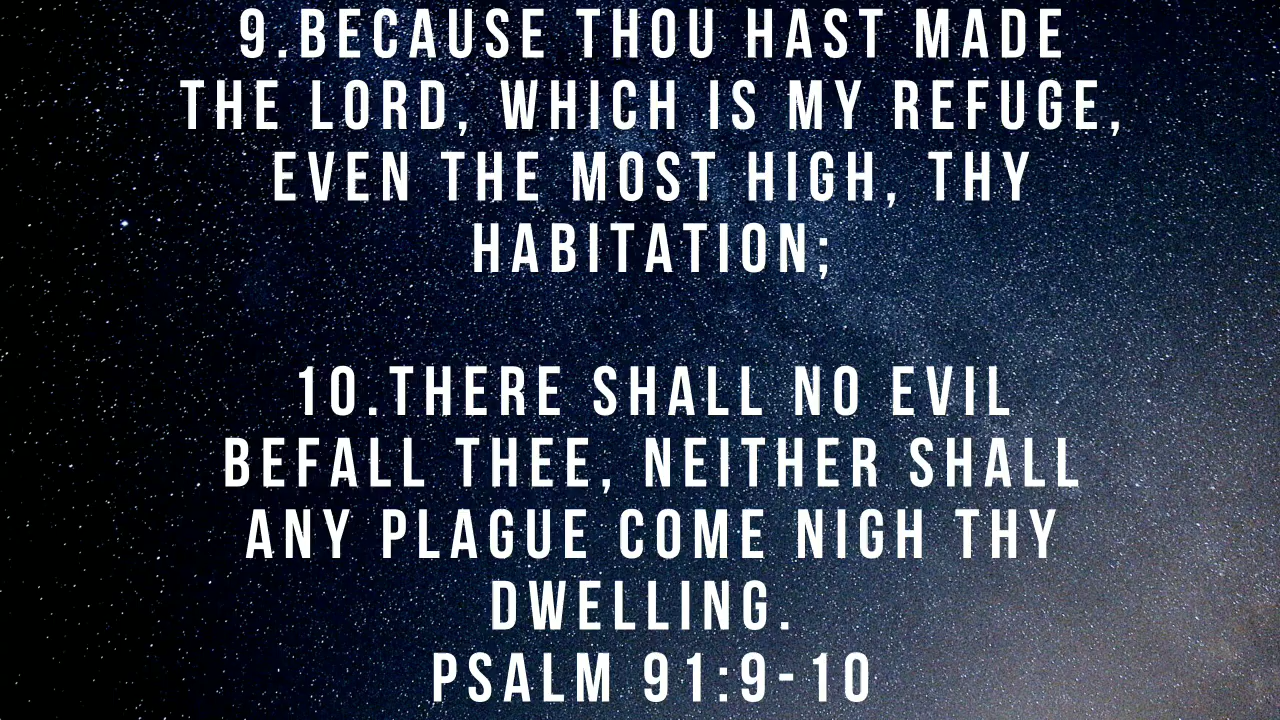 9.BECAUSE THOU HAST MADE
THE LORD, WHICH IS MY REFUGE,
EVEN THE MOST HIGH, THY
HABITATION;
10.THERE SHALL NO EVIL
BEFALL THEE, NEITHER SHALL
ANY PLAGUE COME NIGH THY
DWELLING.
PSALM 91:9-10